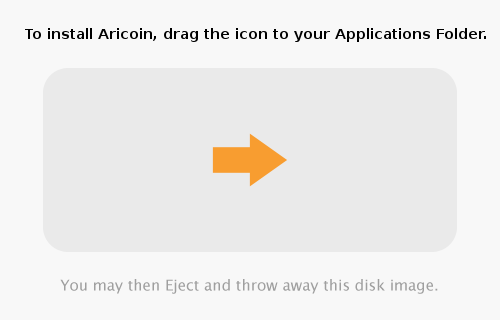 To install Aricoin, drag the icon to your Applications Folder.
You may then Eject and throw away this disk image.